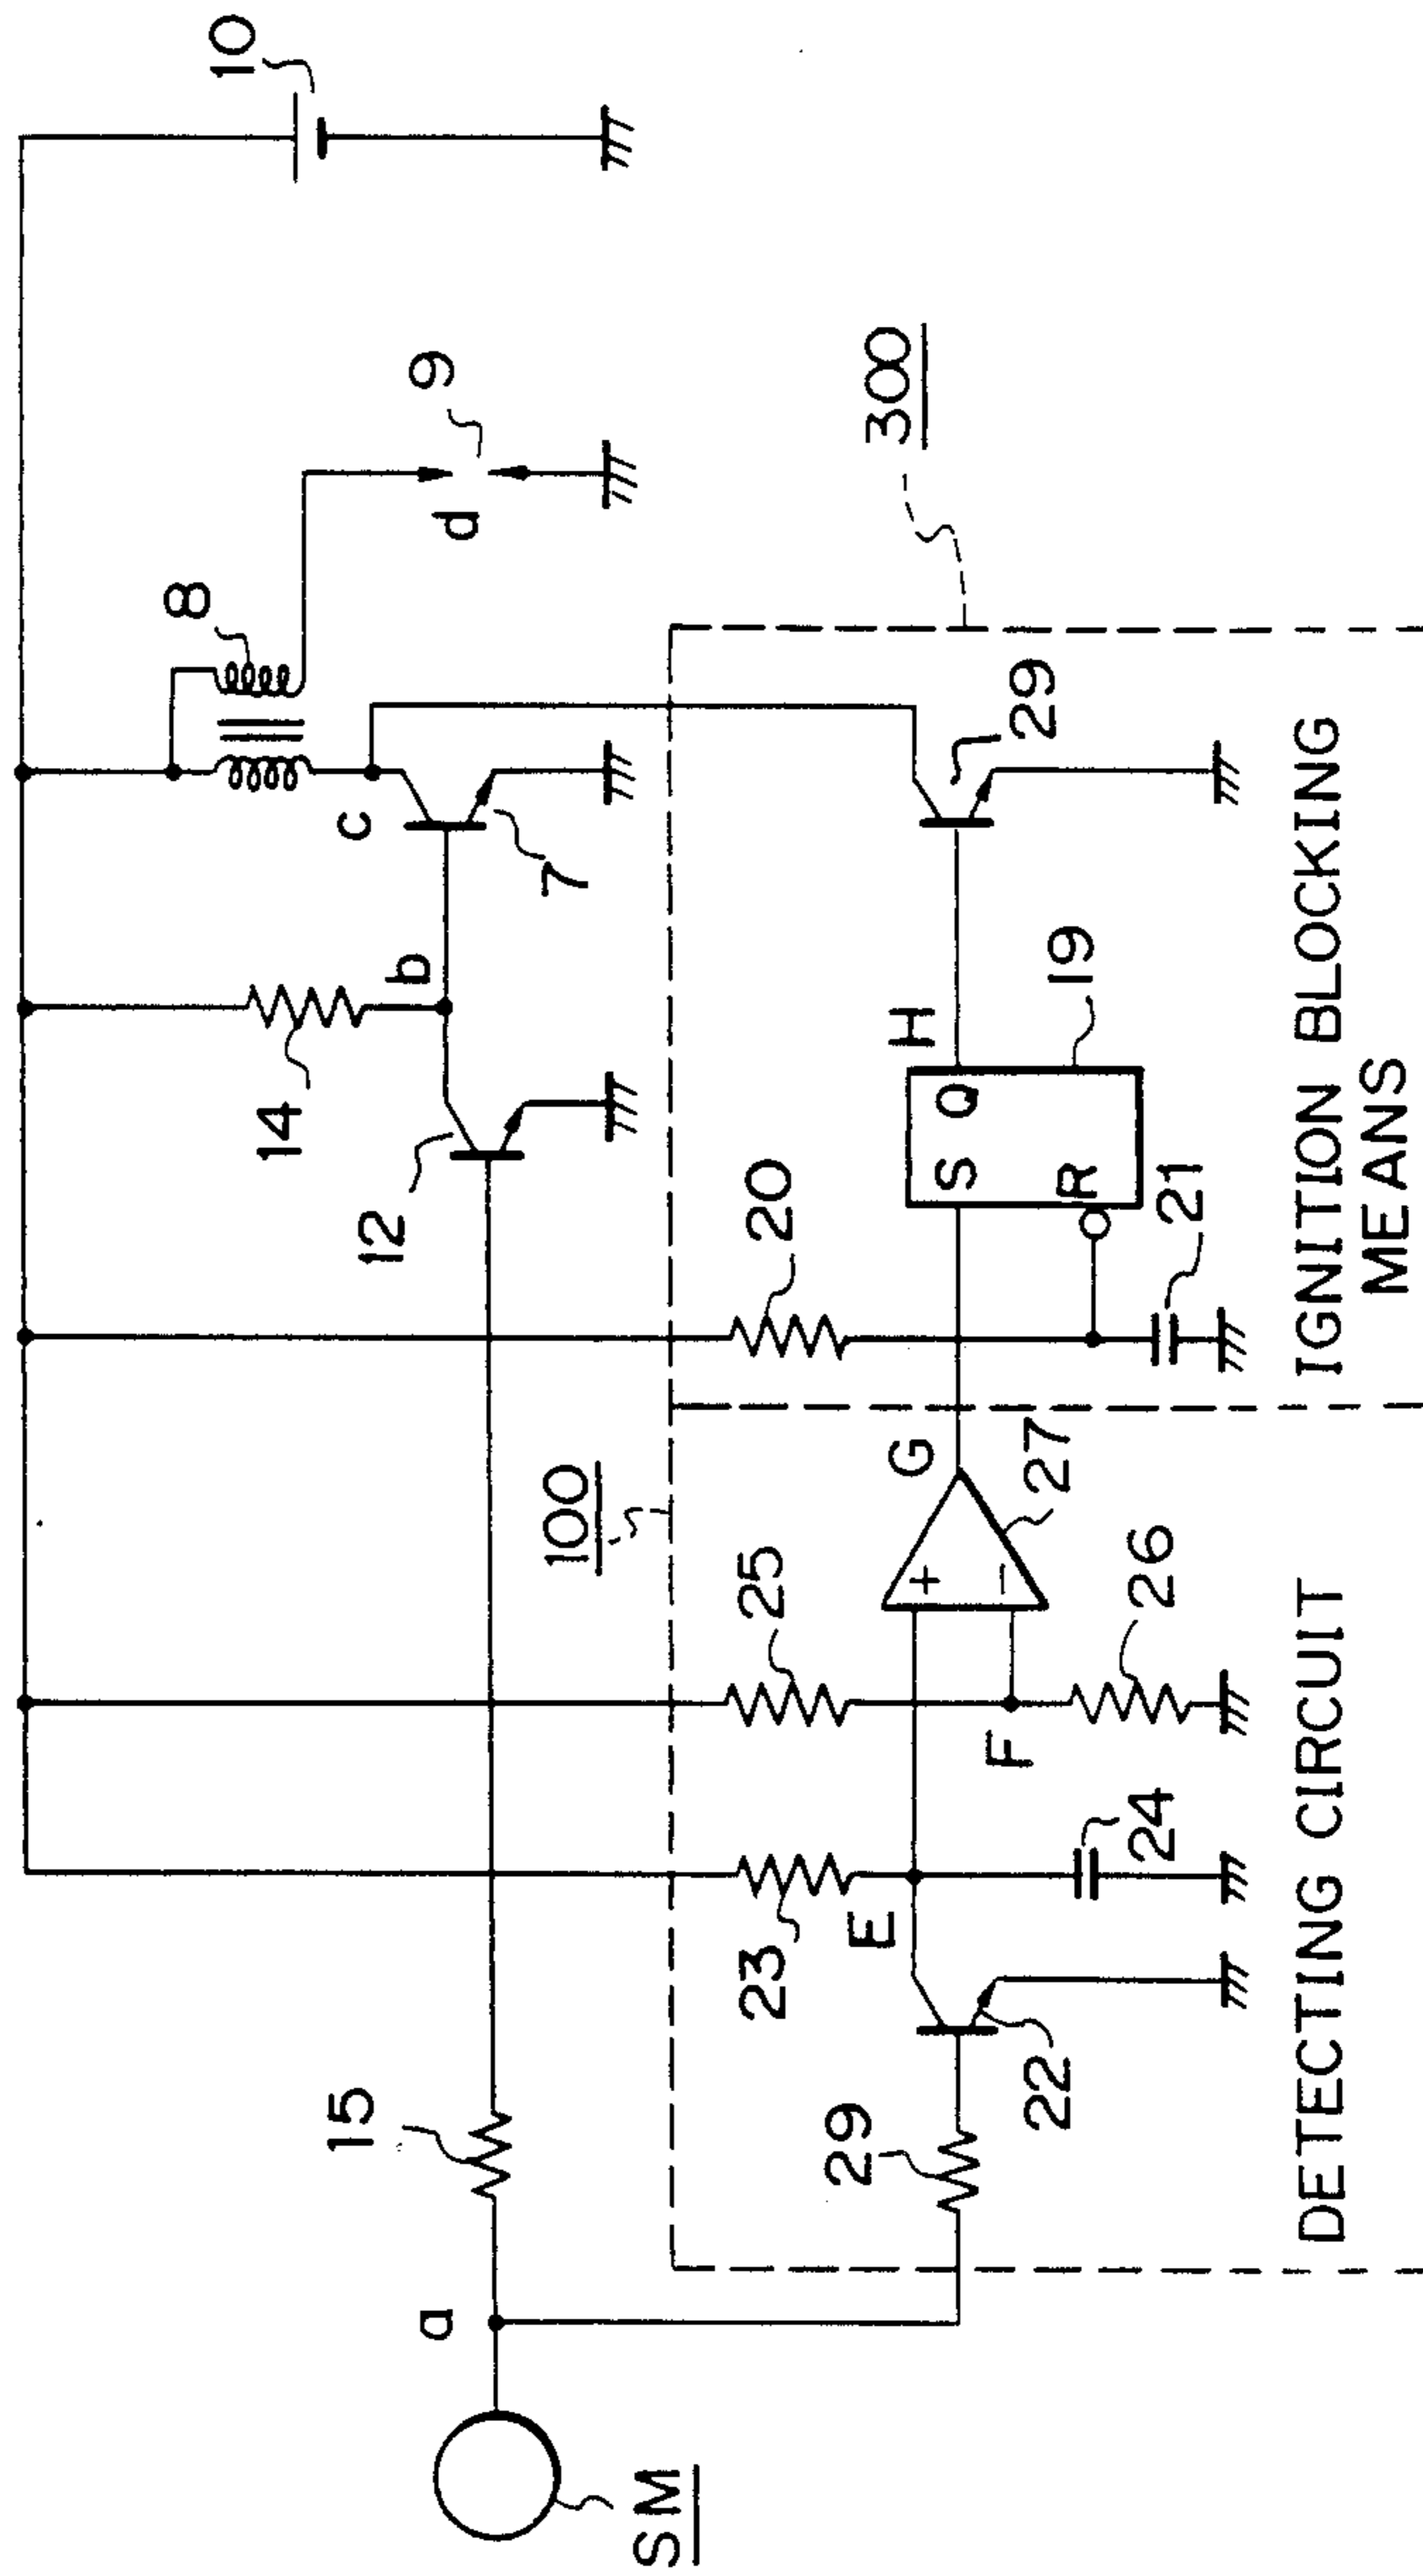 10
9
d
8
c
7
14
b
12
15
a
SM
100
300
29
H
19
Q
S
R
20
21
G
27
+
−
25
26
F
23
E
24
22
29
DETECTING CIRCUIT
IGNITION BLOCKING
MEANS